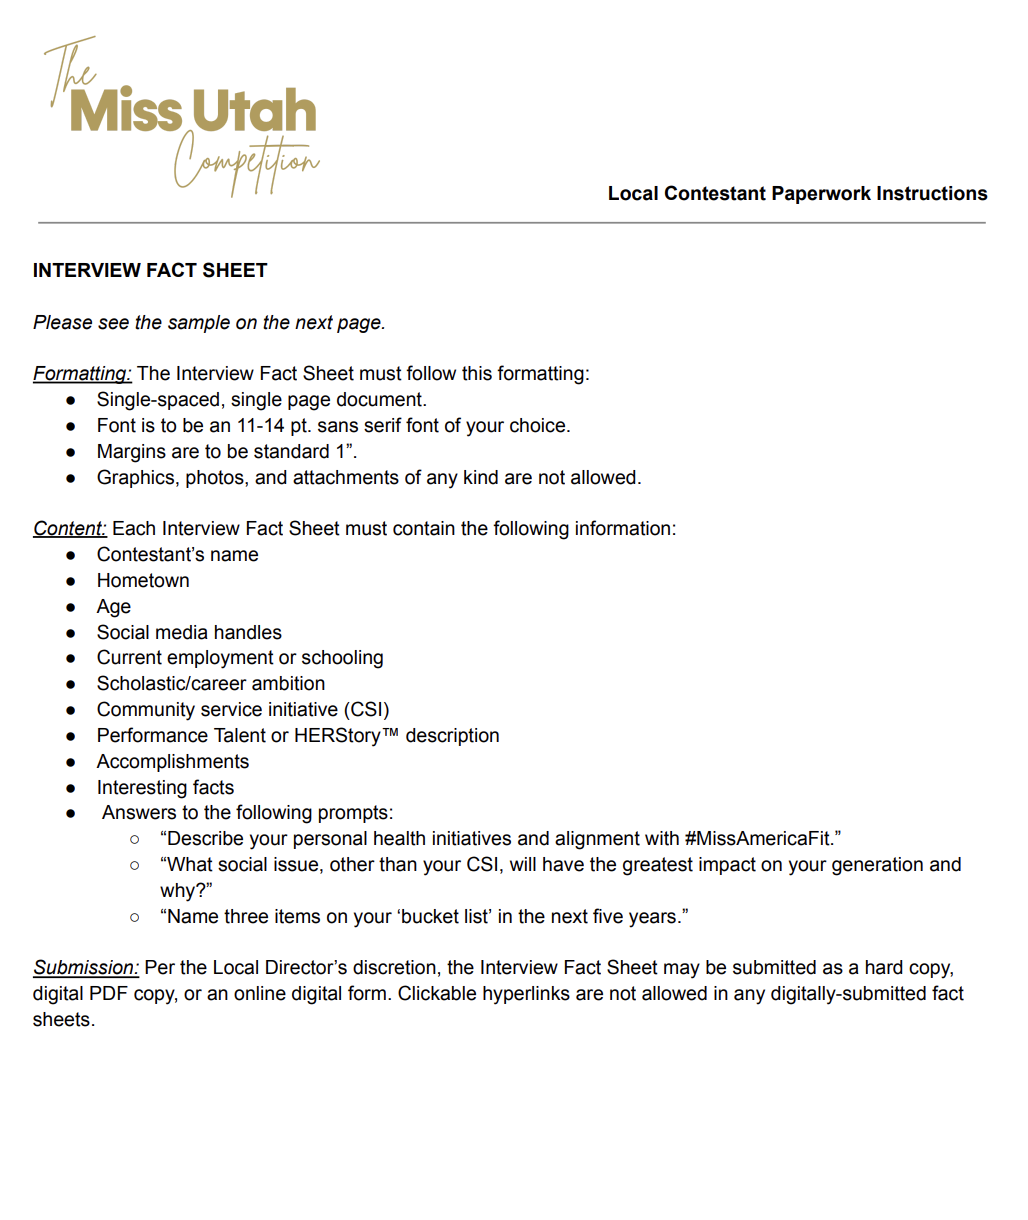 The
Miss Utah
Competition
Local Contestant Paperwork Instructions
INTERVIEW FACT SHEET
Please see the sample on the next page.
Formatting: The Interview Fact Sheet must follow this formatting:
● Single-spaced, single page document.
● Font is to be an 11-14 pt. sans serif font of your choice.
● Margins are to be standard 1”.
● Graphics, photos, and attachments of any kind are not allowed.
Content: Each Interview Fact Sheet must contain the following information:
● Contestant’s name
● Hometown
● Age
● Social media handles
● Current employment or schooling
● Scholastic/career ambition
● Community service initiative (CSI)
● Performance Talent or HERStory™ description
● Accomplishments
● Interesting facts
● Answers to the following prompts:
○ “Describe your personal health initiatives and alignment with #MissAmericaFit.”
○ “What social issue, other than your CSI, will have the greatest impact on your generation and
why?”
○ “Name three items on your ‘bucket list’ in the next five years.”
Submission: Per the Local Director’s discretion, the Interview Fact Sheet may be submitted as a hard copy,
digital PDF copy, or an online digital form. Clickable hyperlinks are not allowed in any digitally-submitted fact
sheets.